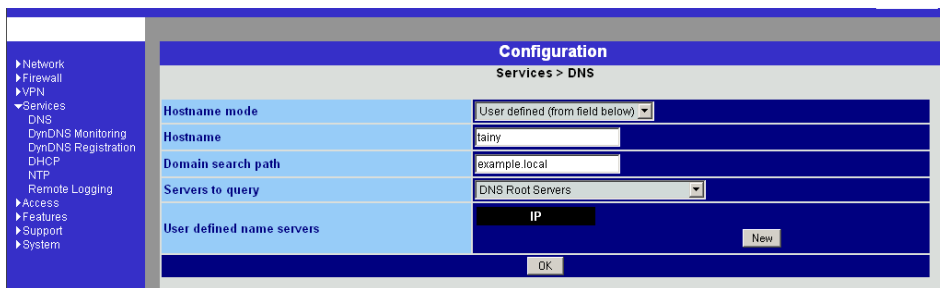 Network
Firewall
VPN
Services
DNS
DynDNS Monitoring
DynDNS Registration
DHCP
NTP
Remote Logging
Access
Features
Support
System
Configuration
Services > DNS
Hostname mode User defined (from field below)
Hostname tainy
Domain search path example.local
Servers to query DNS Root Servers
User defined name servers IP
New
OK